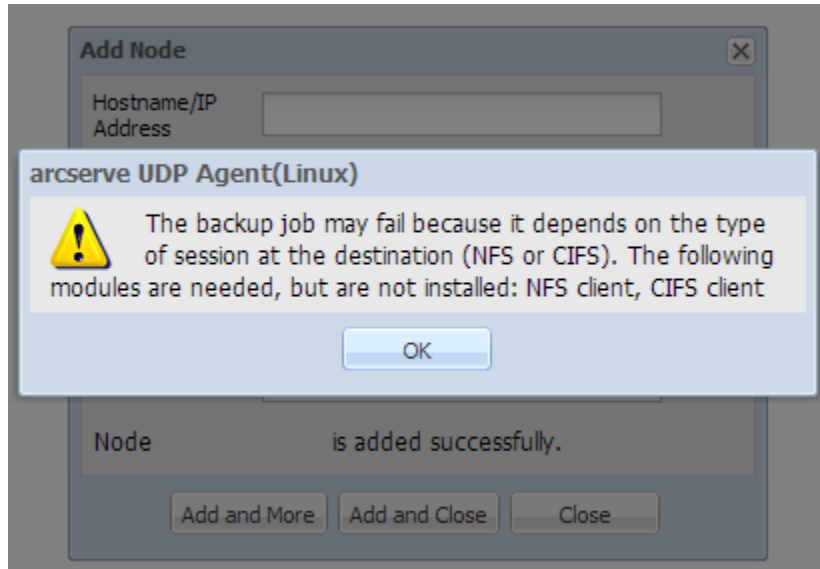 Add Node
Hostname/IP
Address
arcserve UDP Agent(Linux)
The backup job may fail because it depends on the type
of session at the destination (NFS or CIFS). The following
modules are needed, but are not installed: NFS client, CIFS client
OK
Node is added successfully.
Add and More Add and Close Close